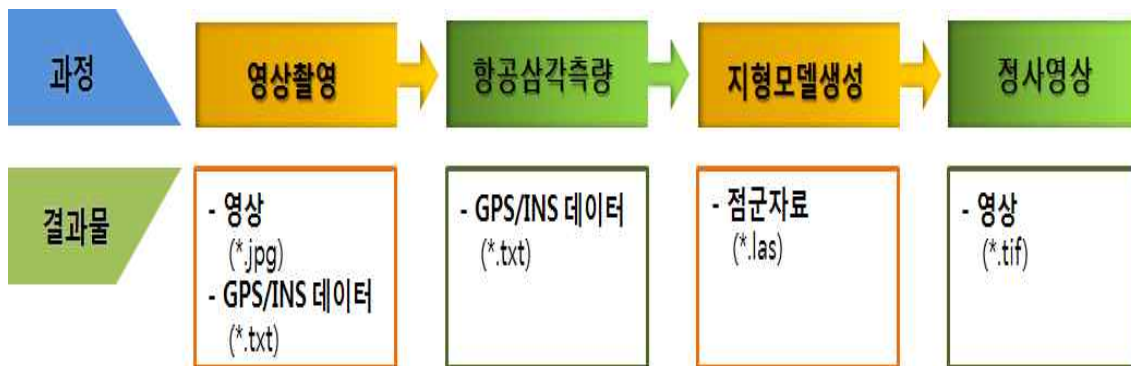 과정
영상촬영
항공삼각측량
지형모델생성
정사영상
결과물
- 영상
(*.jpg)
- GPS/INS 데이터
(*.txt)
- GPS/INS 데이터
(*.txt)
- 점군자료
(*.las)
- 영상
(*.tif)